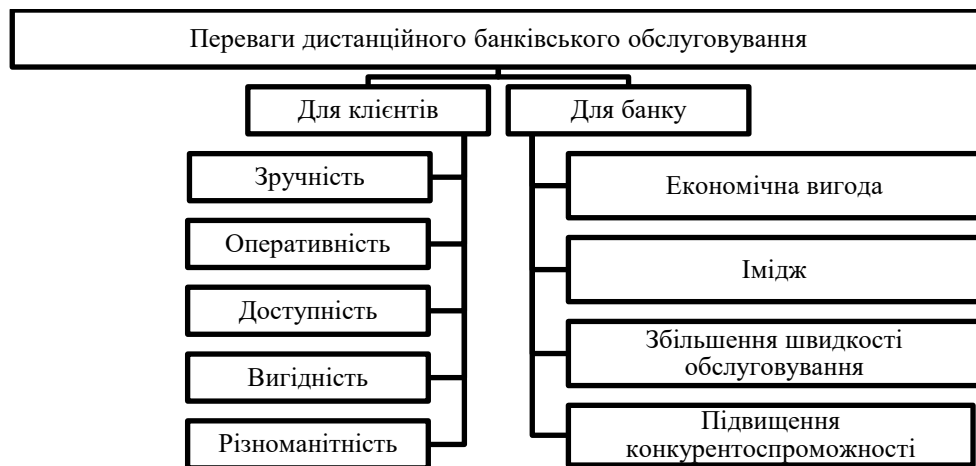 Переваги дистанційного банківського обслуговування
Для клієнтів
Зручність
Оперативність
Доступність
Вигідність
Різноманітність
Для банку
Економічна вигода
Імідж
Збільшення швидкості
обслуговування
Підвищення
конкурентоспроможності